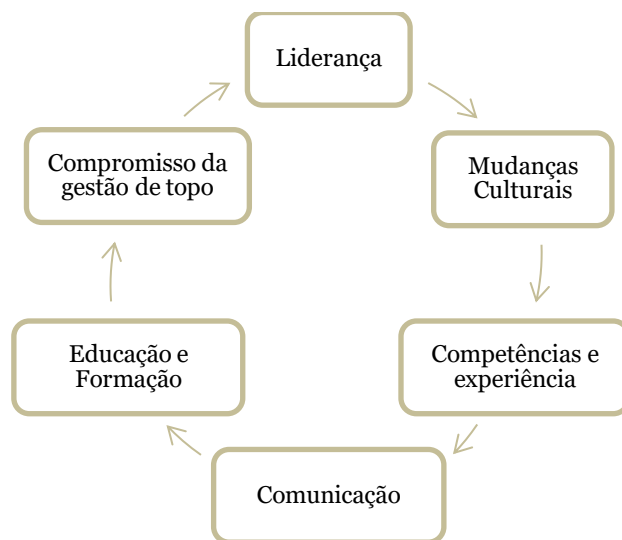 Liderança
Mudanças
Culturais
Competências e
experiência
Comunicação
Educação e
Formação
Compromisso da
gestão de topo